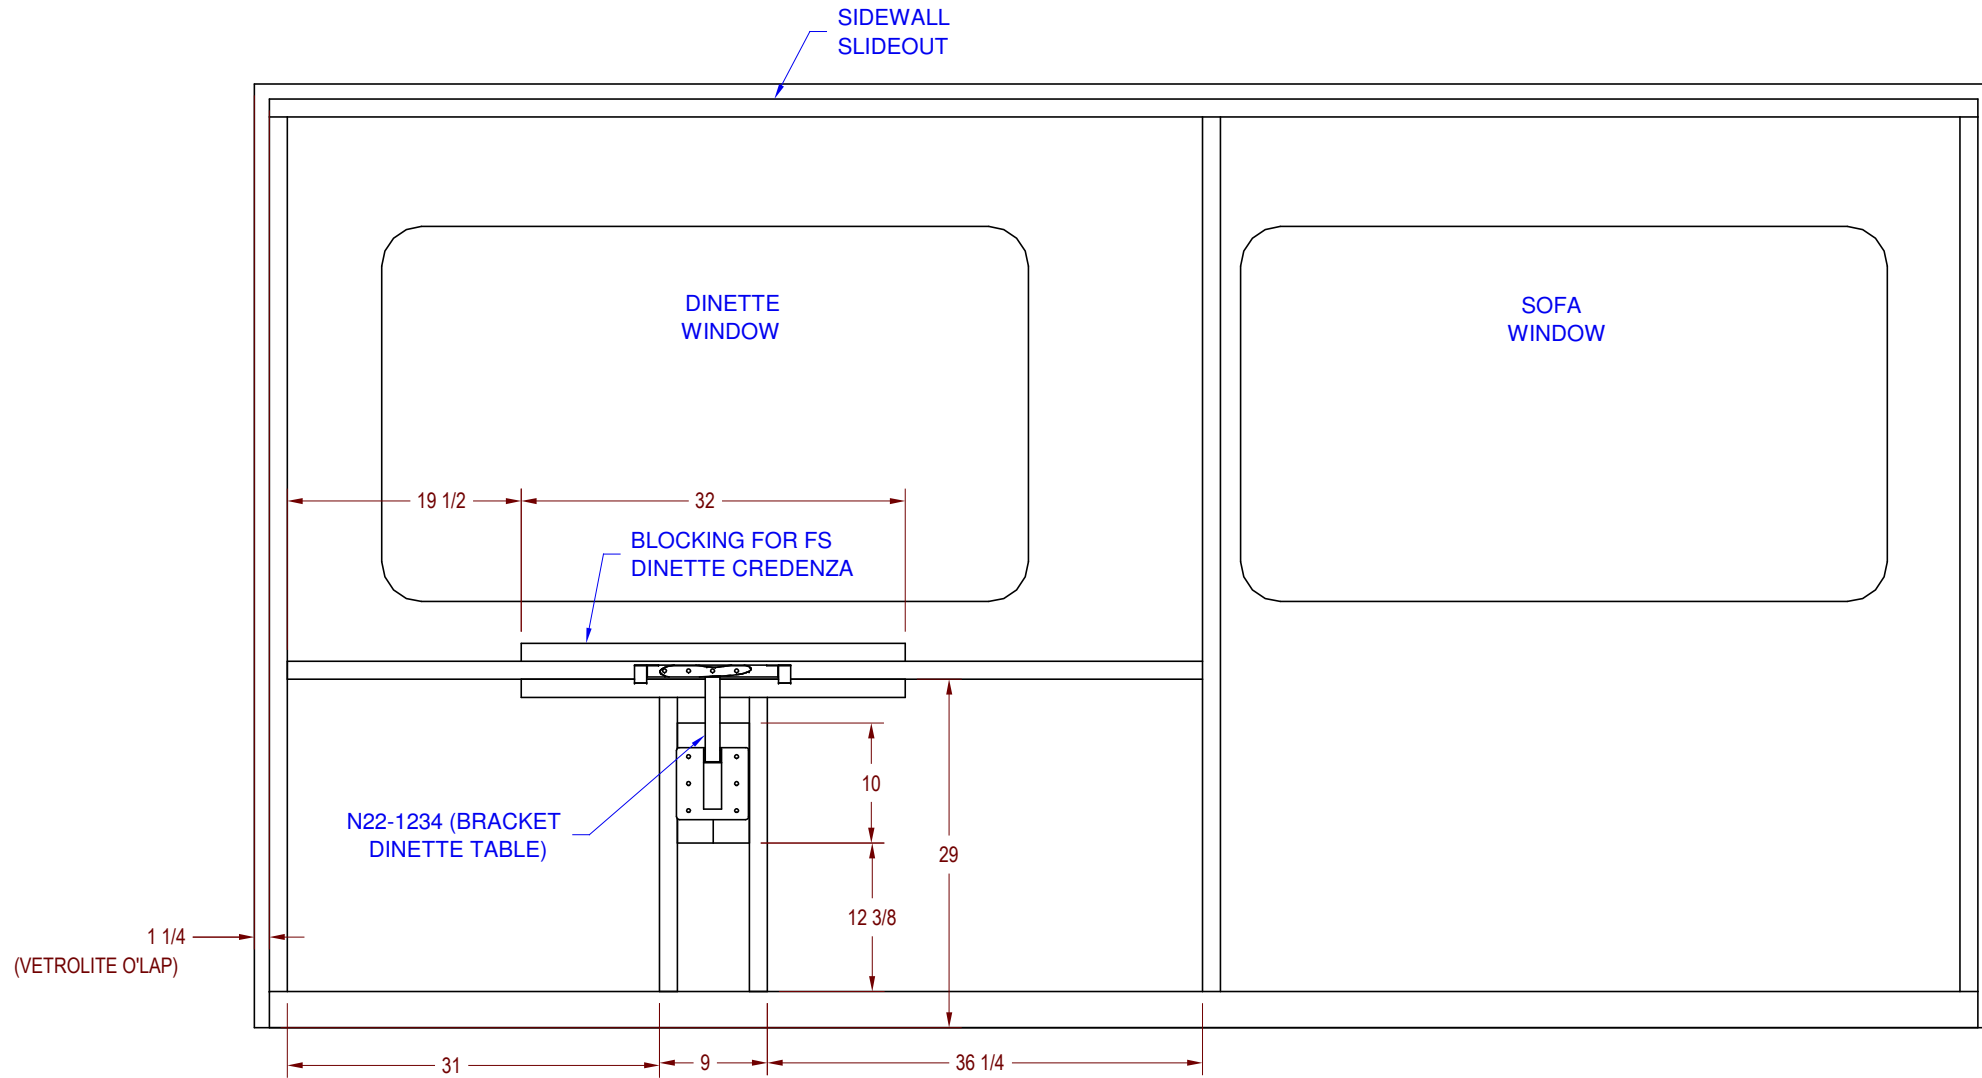 SIDEWALL
SLIDEOUT
DINETTE
WINDOW
SOFA
WINDOW
19 1/2
32
BLOCKING FOR FS
DINETTE CREDENZA
10
N22-1234 (BRACKET
DINETTE TABLE)
29
12 3/8
1 1/4
(VETROLITE O'LAP)
31
9
36 1/4